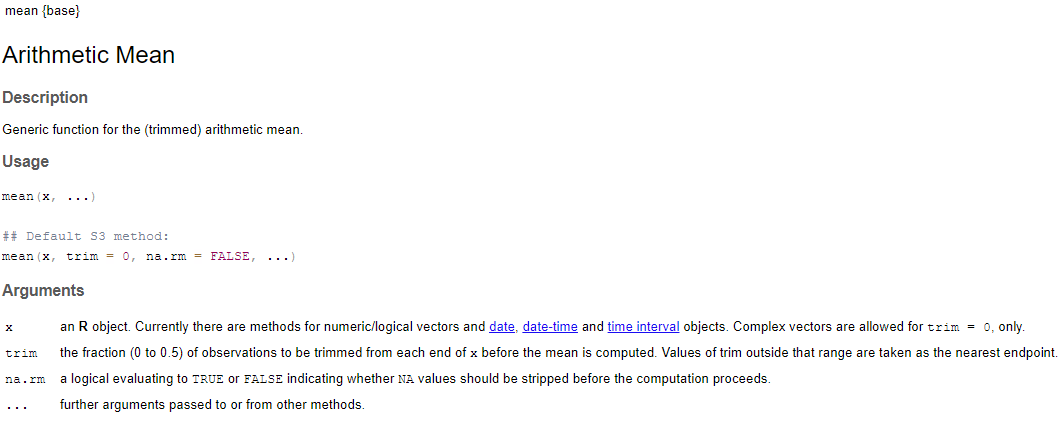 mean {base}
Arithmetic Mean
Description
Generic function for the (trimmed) arithmetic mean.
Usage
mean(x, ...)
## Default S3 method:
mean(x, trim = 0, na.rm = FALSE, ...)
Arguments
x an R object. Currently there are methods for numeric/logical vectors and date, date-time and time interval objects. Complex vectors are allowed for trim = 0, only.
trim the fraction (0 to 0.5) of observations to be trimmed from each end of x before the mean is computed. Values of trim outside that range are taken as the nearest endpoint.
na.rm a logical evaluating to TRUE or FALSE indicating whether NA values should be stripped before the computation proceeds.
... further arguments passed to or from other methods.